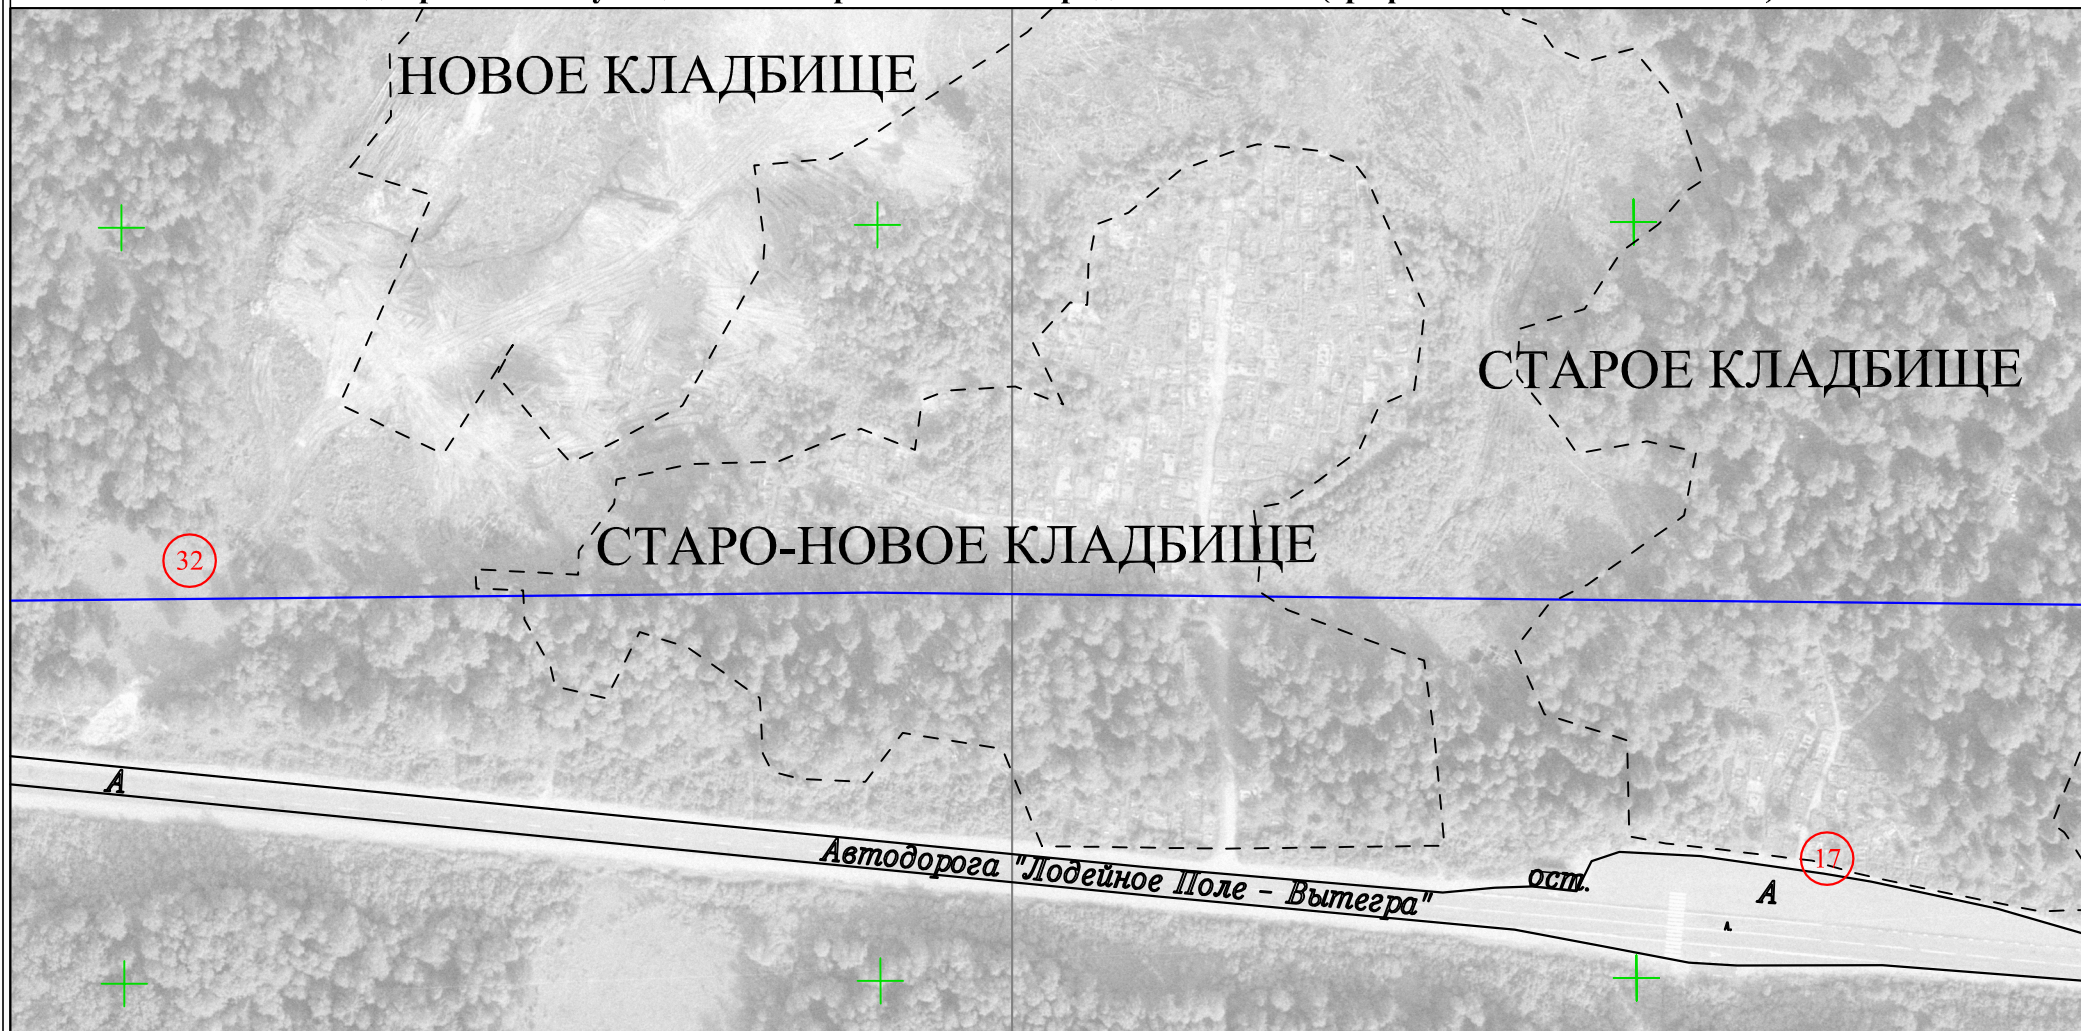 НОВОЕ КЛАДБИЩЕ
СТАРОЕ КЛАДБИЩЕ
СТАРО-НОВОЕ КЛАДБИЩЕ
32
А
Автодорога "Лодейное Поле - Вытегра"
ост.
17
А